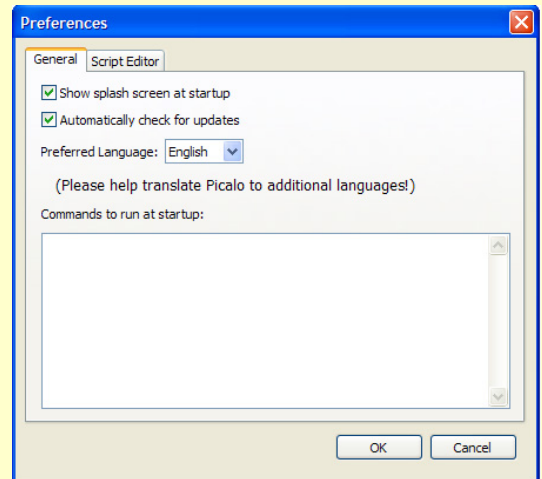 Preferences
General Script Editor
Show splash screen at startup
Automatically check for updates
Preferred Language: English
(Please help translate Picalo to additional languages!)
Commands to run at startup:
OK Cancel